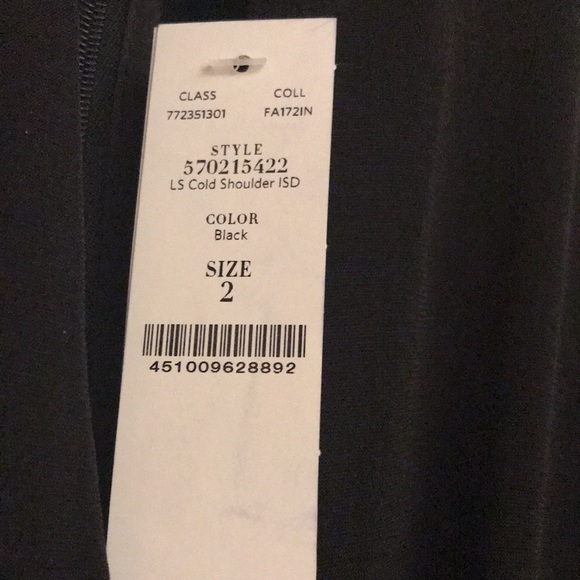 CLASS COLL
772351301 FA172IN
STYLE
570215422
LS Cold Shoulder ISD
COLOR
Black
SIZE
2
451009628892